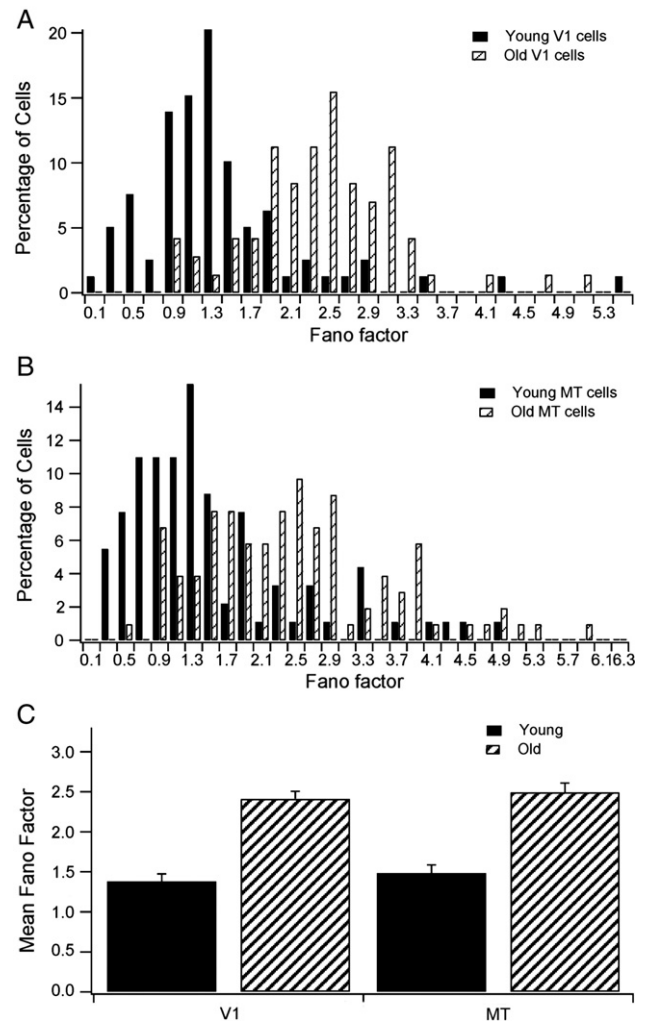 A
Young V1 cells
Old V1 cells
Percentage of Cells
20
15
10
5
0
0.1 0.5 0.9 1.3 1.7 2.1 2.5 2.9 3.3 3.7 4.1 4.5 4.9 5.3
Fano factor
B
Young MT cells
Old MT cells
Percentage of Cells
14
12
10
8
6
4
2
0
0.1 0.5 0.9 1.3 1.7 2.1 2.5 2.9 3.3 3.7 4.1 4.5 4.9 5.3 5.7 6.16.3
Fano factor
C
Young
Old
Mean Fano Factor
3.0
2.5
2.0
1.5
1.0
0.5
0.0
V1 MT